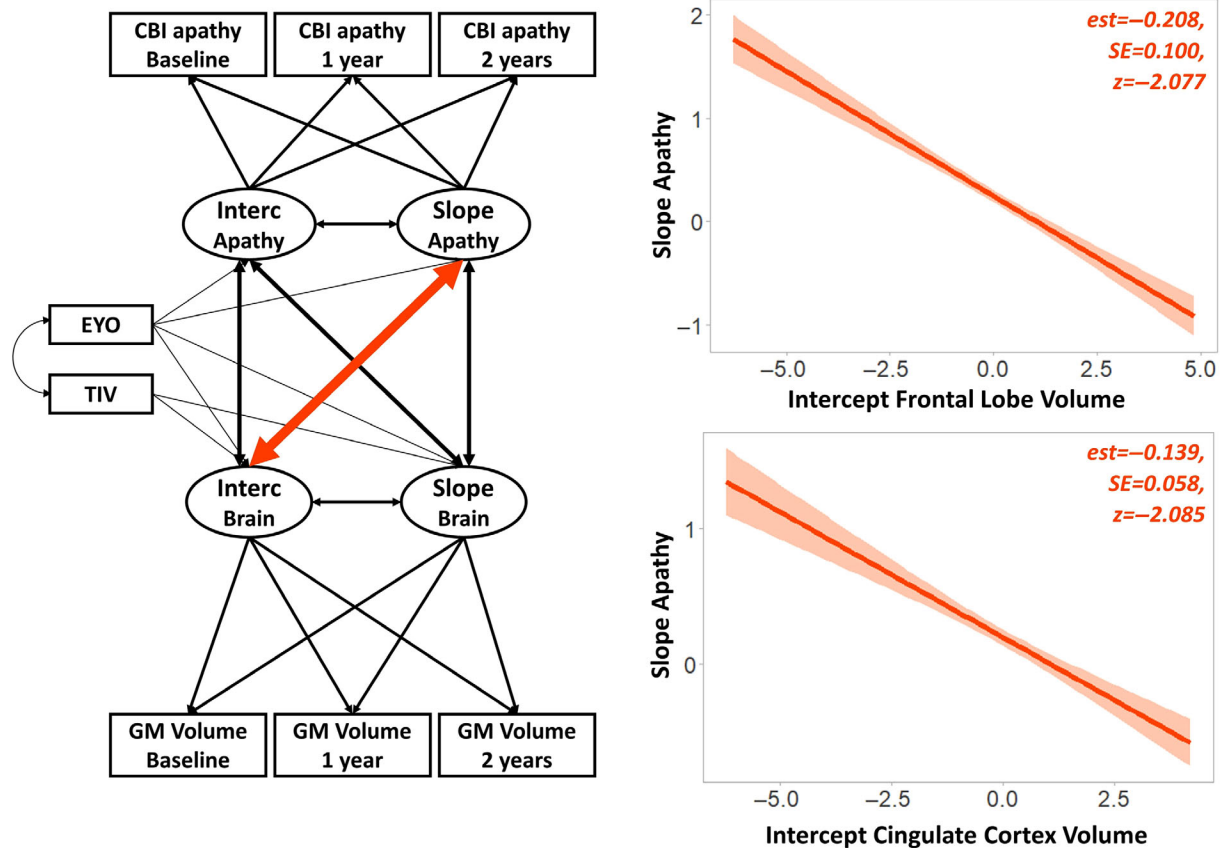 CBI apathy
Baseline
CBI apathy
1 year
CBI apathy
2 years
Interc
Apathy
Slope
Apathy
EYO
TIV
Interc
Brain
Slope
Brain
GM Volume
Baseline
GM Volume
1 year
GM Volume
2 years
est=−0.208,
SE=0.100,
z=−2.077
Slope Apathy
2
1
0
−1
−5.0
−2.5
0.0
2.5
5.0
Intercept Frontal Lobe Volume
est=−0.139,
SE=0.058,
z=−2.085
Slope Apathy
1
0
−5.0
−2.5
0.0
2.5
Intercept Cingulate Cortex Volume